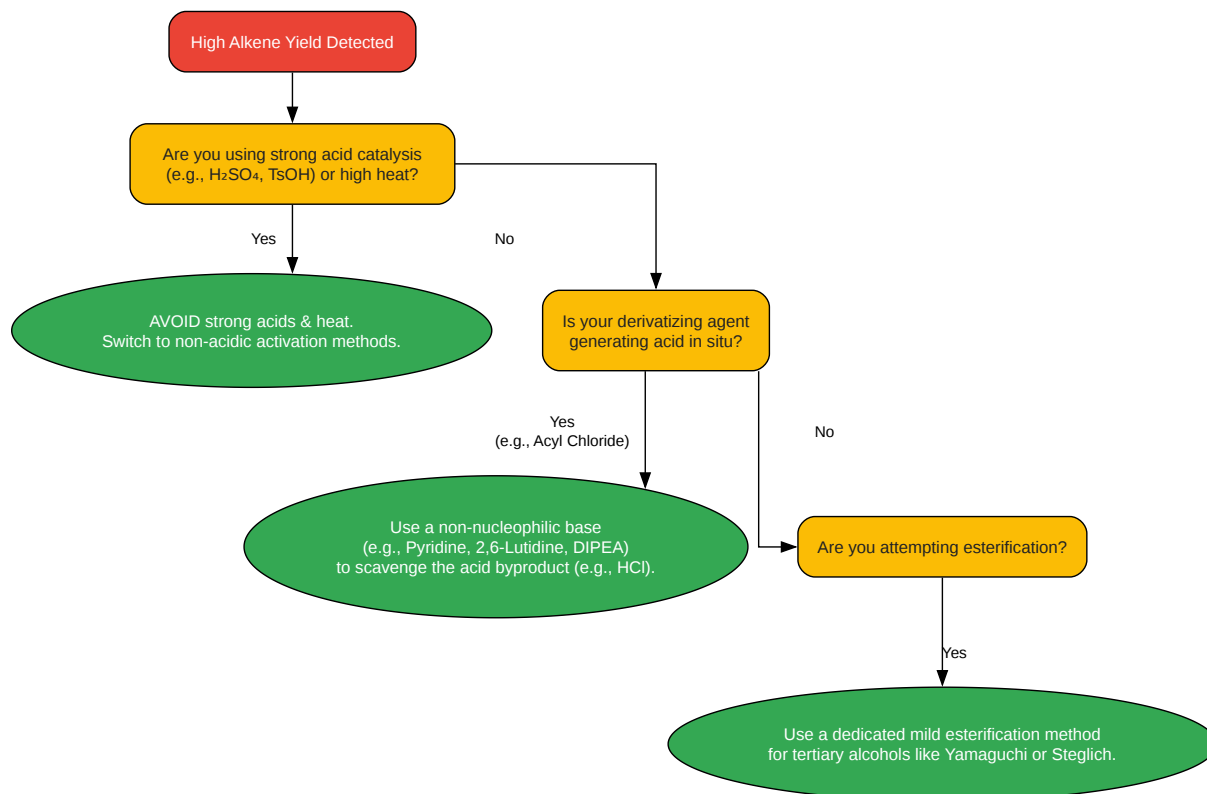 High Alkene Yield Detected
Are you using strong acid catalysis
(e.g., H₂SO₄, TsOH) or high heat?
Yes
No
AVOID strong acids & heat.
Switch to non-acidic activation methods.
Is your derivatizing agent
generating acid in situ?
Yes
(e.g., Acyl Chloride)
No
Use a non-nucleophilic base
(e.g., Pyridine, 2,6-Lutidine, DIPEA)
to scavenge the acid byproduct (e.g., HCl).
Are you attempting esterification?
Yes
Use a dedicated mild esterification method
for tertiary alcohols like Yamaguchi or Steglich.